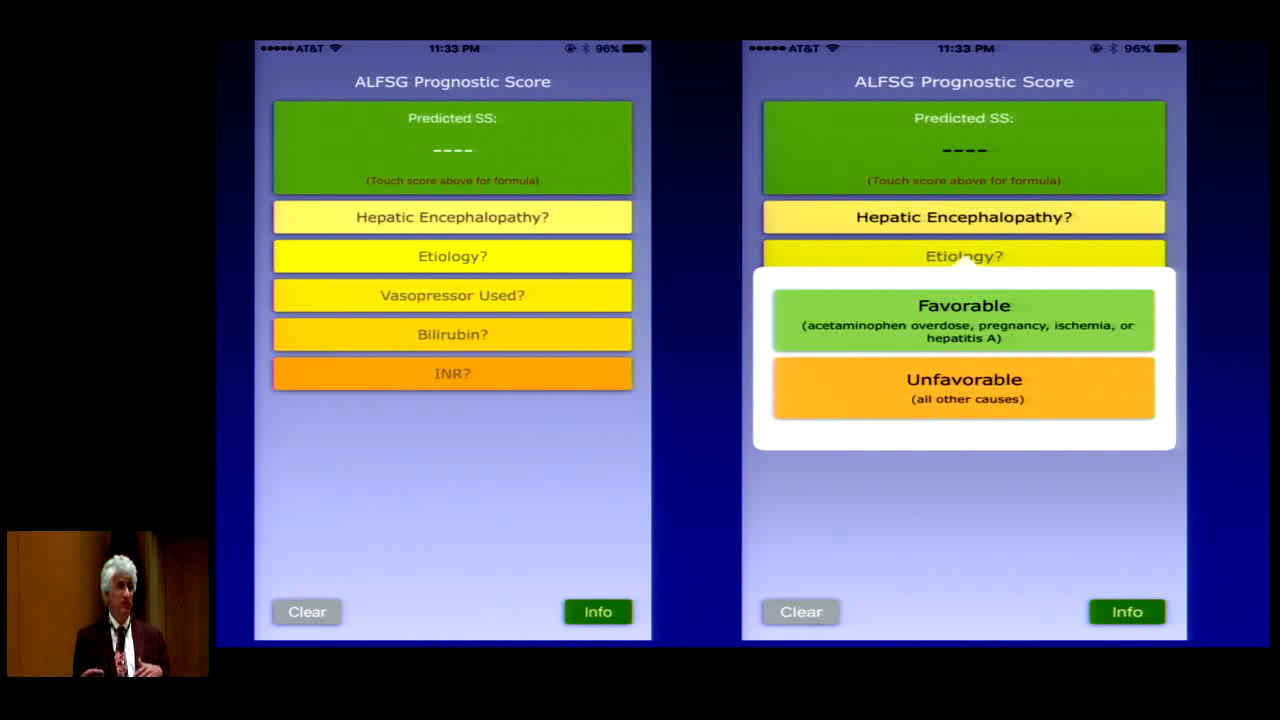 AT&T 11:33 PM 96%
ALFSG Prognostic Score
Predicted SS:
----
(Touch score above for formula)
Hepatic Encephalopathy?
Etiology?
Vasopressor Used?
Bilirubin?
INR?
Clear Info
AT&T 11:33 PM 96%
ALFSG Prognostic Score
Predicted SS:
----
(Touch score above for formula)
Hepatic Encephalopathy?
Etiology?
Favorable
(acetaminophen overdose, pregnancy, ischemia, or
hepatitis A)
Unfavorable
(all other causes)
Clear Info